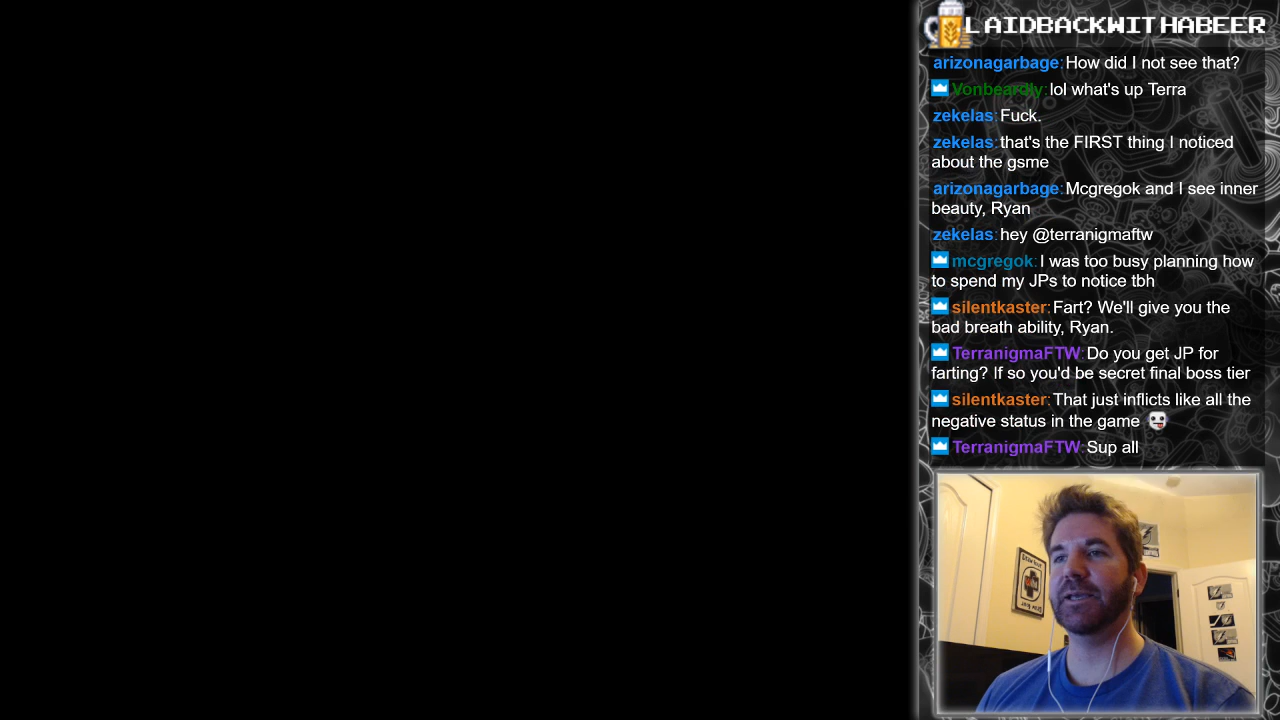 LAIDBACKWITHABEER
arizonagarbage: How did I not see that?
Vonbeardly: lol what's up Terra
zekelas: Fuck.
zekelas: that's the FIRST thing I noticed
about the gsme
arizonagarbage: Mcgregok and I see inner
beauty, Ryan
zekelas: hey @terranigmaftw
mcgregok: I was too busy planning how
to spend my JPs to notice tbh
silentkaster: Fart? We'll give you the
bad breath ability, Ryan.
TerranigmaFTW: Do you get JP for
farting? If so you'd be secret final boss tier
silentkaster: That just inflicts like all the
negative status in the game
TerranigmaFTW: Sup all